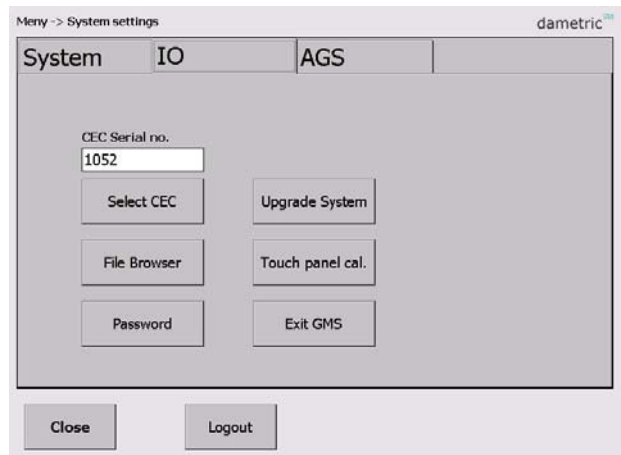 Meny -> System settings
dametric
System IO AGS
CEC Serial no.
1052
Select CEC Upgrade System
File Browser Touch panel cal.
Password Exit GMS
Close Logout